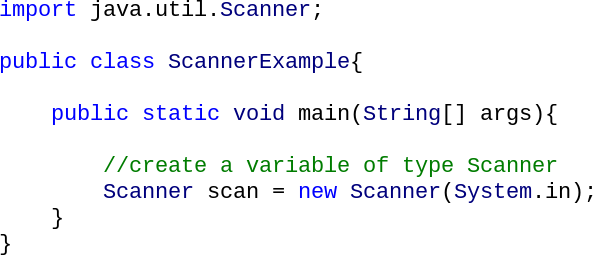 import java.util.Scanner;
public class ScannerExample{
public static void main(String[] args){
//create a variable of type Scanner
Scanner scan = new Scanner(System.in);
}
}